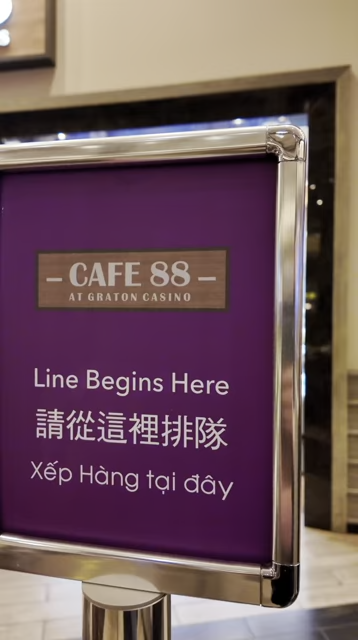 – CAFE 88 –
AT GRATON CASINO
Line Begins Here
請從這裡排隊
Xếp Hàng tại đây